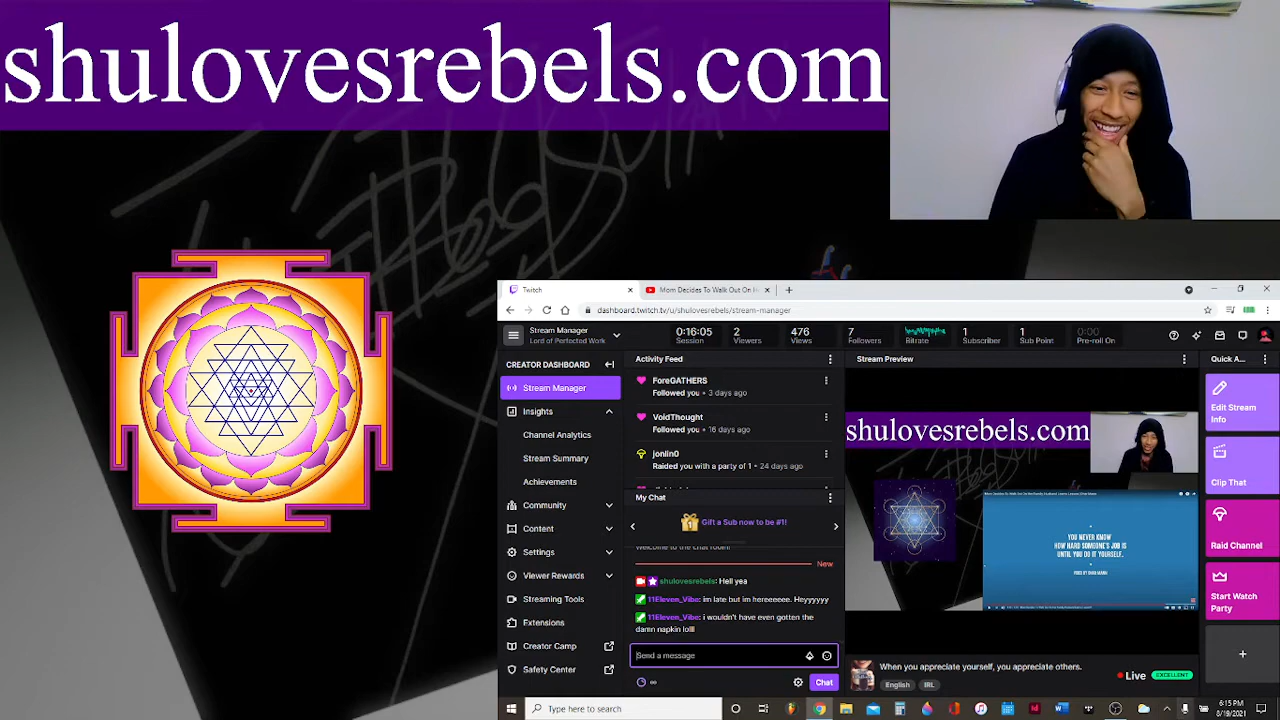 shulovesrebels.com
Twitch
Mom Decides To Walk Out On H
dashboard.twitch.tv/u/shulovesrebels/stream-manager
Stream Manager
Lord of Perfected Work
0:16:05
Session
2
Viewers
476
Views
7
Followers
Bitrate
1
Subscriber
1
Sub Point
0:00
Pre-roll On
CREATOR DASHBOARD
Stream Manager
Insights
Channel Analytics
Stream Summary
Achievements
Community
Content
Settings
Viewer Rewards
Streaming Tools
Extensions
Creator Camp
Safety Center
Activity Feed
ForeGATHERS
Followed you • 3 days ago
VoidThought
Followed you • 16 days ago
jonlin0
Raided you with a party of 1 • 24 days ago
My Chat
1
Gift a Sub now to be #1!
Welcome to the chat room!
New
shulovesrebels: Hell yea
11Eleven_Vibe: im late but im hereeeeee. Heyyyyyy
11Eleven_Vibe: i wouldn't have even gotten the
damn napkin lolll
Send a message
Chat
Stream Preview
shulovesrebels.com
YOU NEVER KNOW
HOW HARD SOMEONE'S JOB IS
UNTIL YOU DO IT YOURSELF.
When you appreciate yourself, you appreciate others.
English
IRL
Live
EXCELLENT
Quick A...
Edit Stream
Info
Clip That
Raid Channel
Start Watch
Party
Type here to search
6:15 PM
6/19/2021